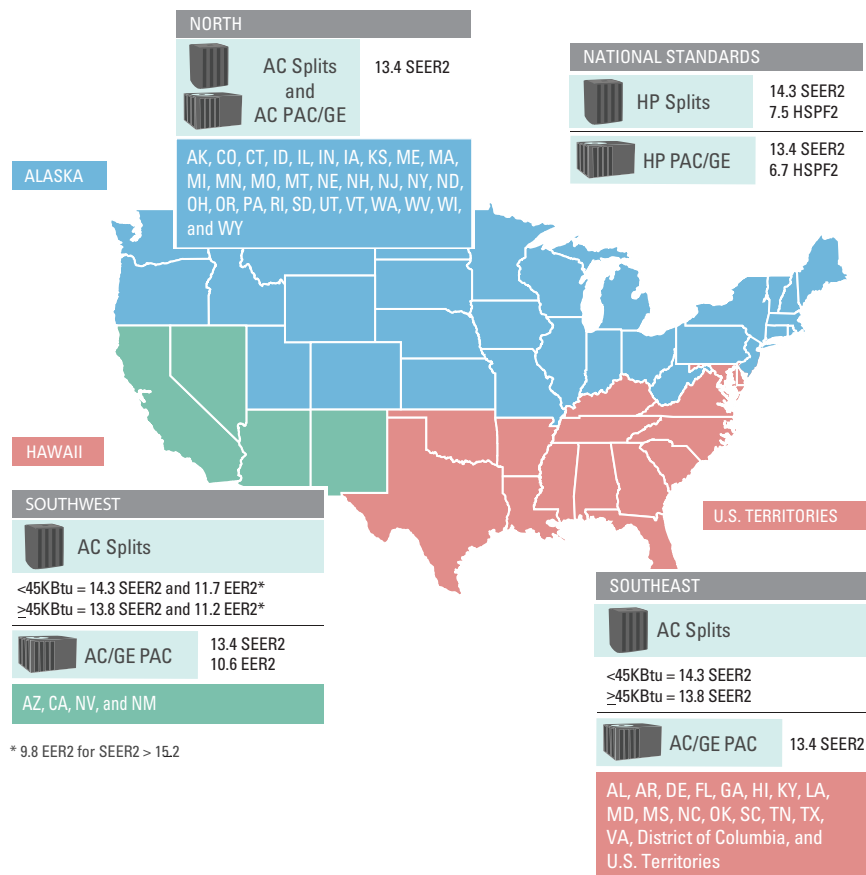 NORTH
AC Splits
and
AC PAC/GE
13.4 SEER2
AK, CO, CT, ID, IL, IN, IA, KS, ME, MA,
MI, MN, MO, MT, NE, NH, NJ, NY, ND,
OH, OR, PA, RI, SD, UT, VT, WA, WV, WI,
and WY
NATIONAL STANDARDS
HP Splits
14.3 SEER2
7.5 HSPF2
HP PAC/GE
13.4 SEER2
6.7 HSPF2
ALASKA
HAWAII
SOUTHWEST
AC Splits
<45KBtu = 14.3 SEER2 and 11.7 EER2*
≥45KBtu = 13.8 SEER2 and 11.2 EER2*
AC/GE PAC
13.4 SEER2
10.6 EER2
AZ, CA, NV, and NM
* 9.8 EER2 for SEER2 > 15.2
U.S. TERRITORIES
SOUTHEAST
AC Splits
<45KBtu = 14.3 SEER2
≥45KBtu = 13.8 SEER2
AC/GE PAC
13.4 SEER2
AL, AR, DE, FL, GA, HI, KY, LA,
MD, MS, NC, OK, SC, TN, TX,
VA, District of Columbia, and
U.S. Territories